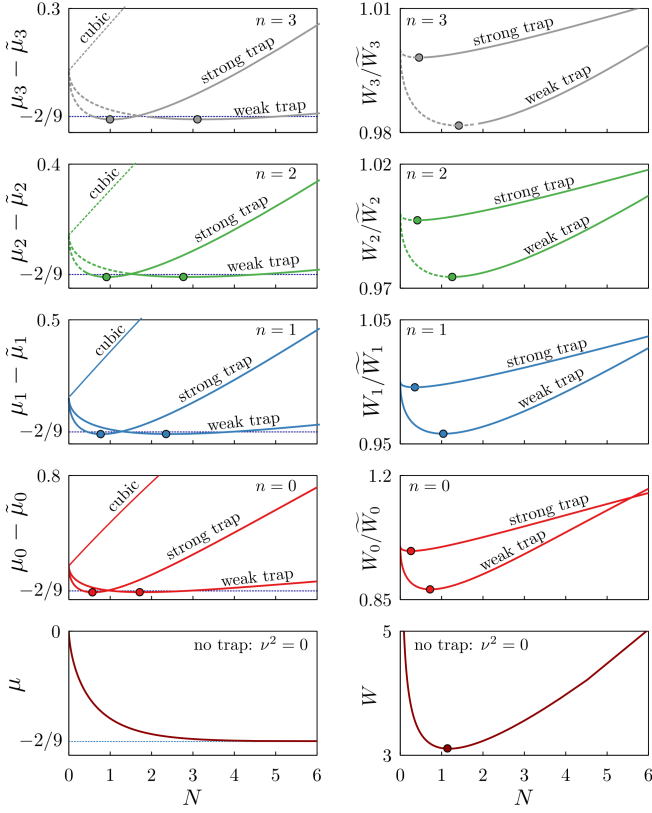 0.3
n = 3
cubic
strong trap
weak trap
−2/9
μ₃ − μ̃₃
1.01
n = 3
strong trap
weak trap
0.98
W₃/W̃₃
0.4
n = 2
cubic
strong trap
weak trap
−2/9
μ₂ − μ̃₂
1.02
n = 2
strong trap
weak trap
0.97
W₂/W̃₂
0.5
n = 1
cubic
strong trap
weak trap
−2/9
μ₁ − μ̃₁
1.05
n = 1
strong trap
weak trap
0.95
W₁/W̃₁
0.8
n = 0
cubic
strong trap
weak trap
−2/9
μ₀ − μ̃₀
1.2
n = 0
strong trap
weak trap
0.85
W₀/W̃₀
0
no trap: ν² = 0
μ
−2/9
0 1 2 3 4 5 6
N
5
no trap: ν² = 0
W
3
0 1 2 3 4 5 6
N